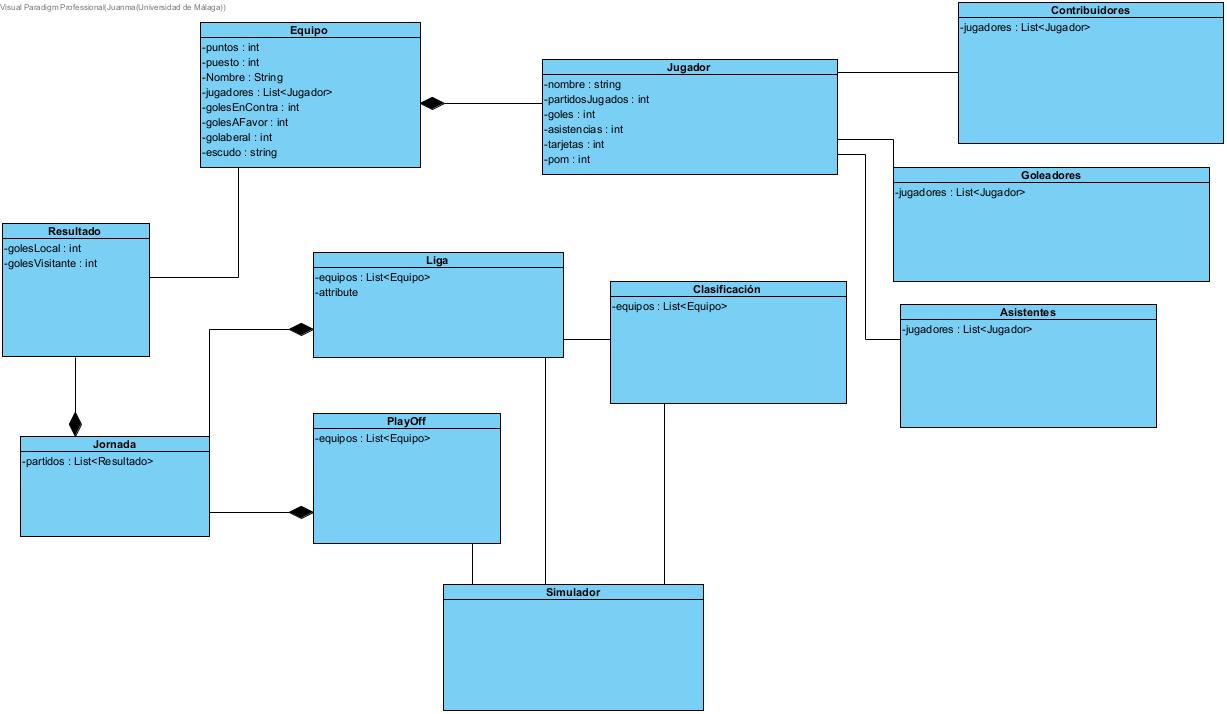 Visual Paradigm Professional(Juanma(Universidad de Málaga))
Equipo
-puntos : int
-puesto : int
-Nombre : String
-jugadores : List<Jugador>
-golesEnContra : int
-golesAFavor : int
-golaberal : int
-escudo : string
Jugador
-nombre : string
-partidosJugados : int
-goles : int
-asistencias : int
-tarjetas : int
-pom : int
Contribuidores
-jugadores : List<Jugador>
Goleadores
-jugadores : List<Jugador>
Resultado
-golesLocal : int
-golesVisitante : int
Liga
-equipos : List<Equipo>
-attribute
Clasificación
-equipos : List<Equipo>
Asistentes
-jugadores : List<Jugador>
Jornada
-partidos : List<Resultado>
PlayOff
-equipos : List<Equipo>
Simulador